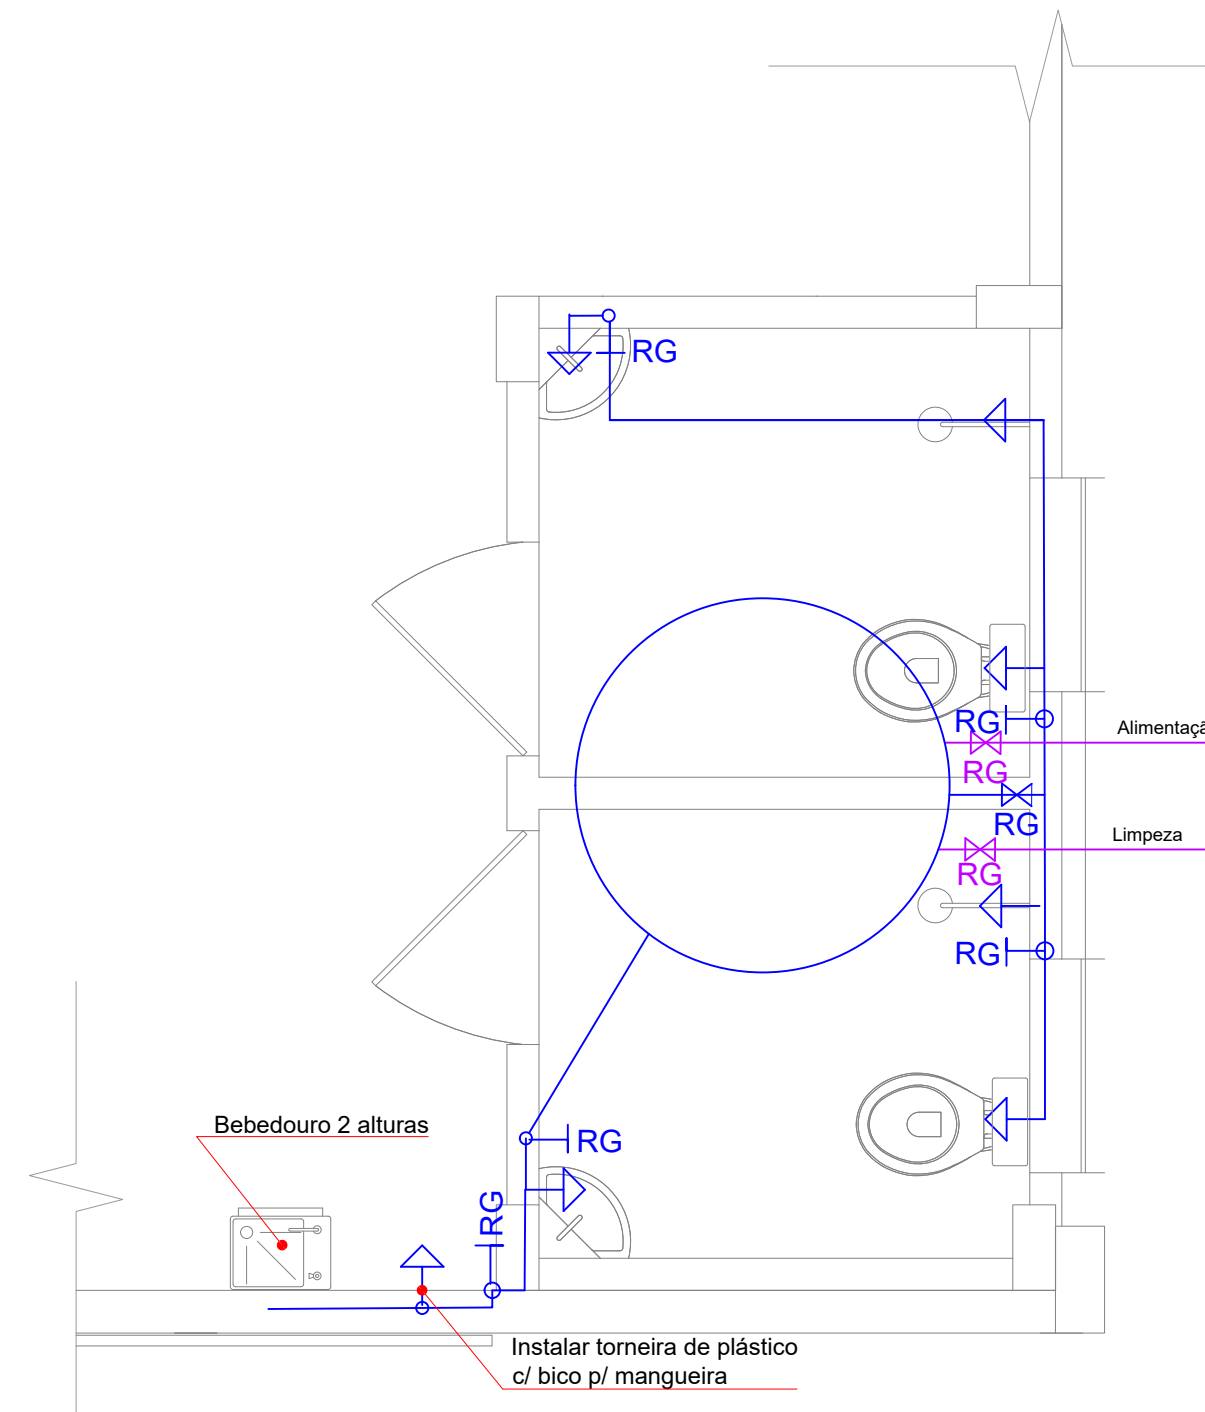 RG
RG
Alimentaçã
RG
RG
Limpeza
RG
RG
Bebedouro 2 alturas
RG
RG
Instalar torneira de plástico
c/ bico p/ mangueira